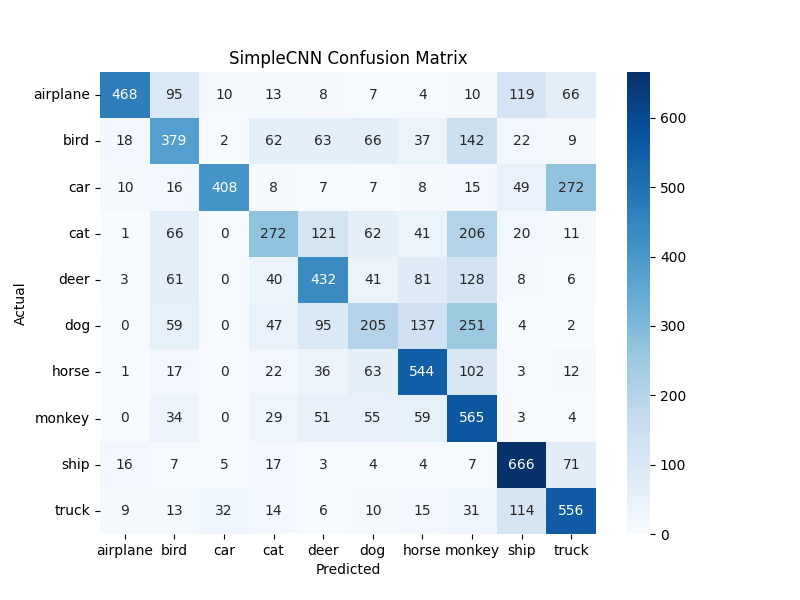 SimpleCNN Confusion Matrix
airplane 468 95 10 13 8 7 4 10 119 66
bird 18 379 2 62 63 66 37 142 22 9
car 10 16 408 8 7 7 8 15 49 272
cat 1 66 0 272 121 62 41 206 20 11
deer 3 61 0 40 432 41 81 128 8 6
dog 0 59 0 47 95 205 137 251 4 2
horse 1 17 0 22 36 63 544 102 3 12
monkey 0 34 0 29 51 55 59 565 3 4
ship 16 7 5 17 3 4 4 7 666 71
truck 9 13 32 14 6 10 15 31 114 556
airplane bird car cat deer dog horse monkey ship truck
Predicted
Actual
600
500
400
300
200
100
0